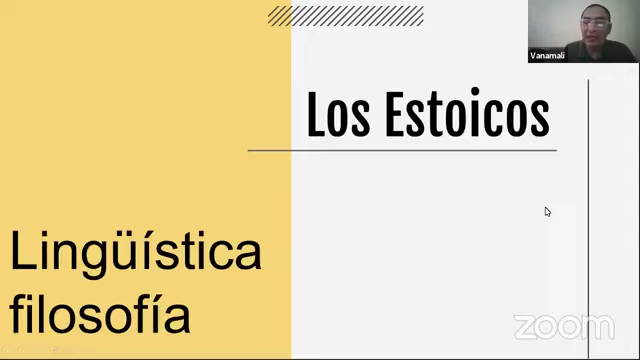 Vanamali
Los Estoicos
Lingüística
filosofía
zoom